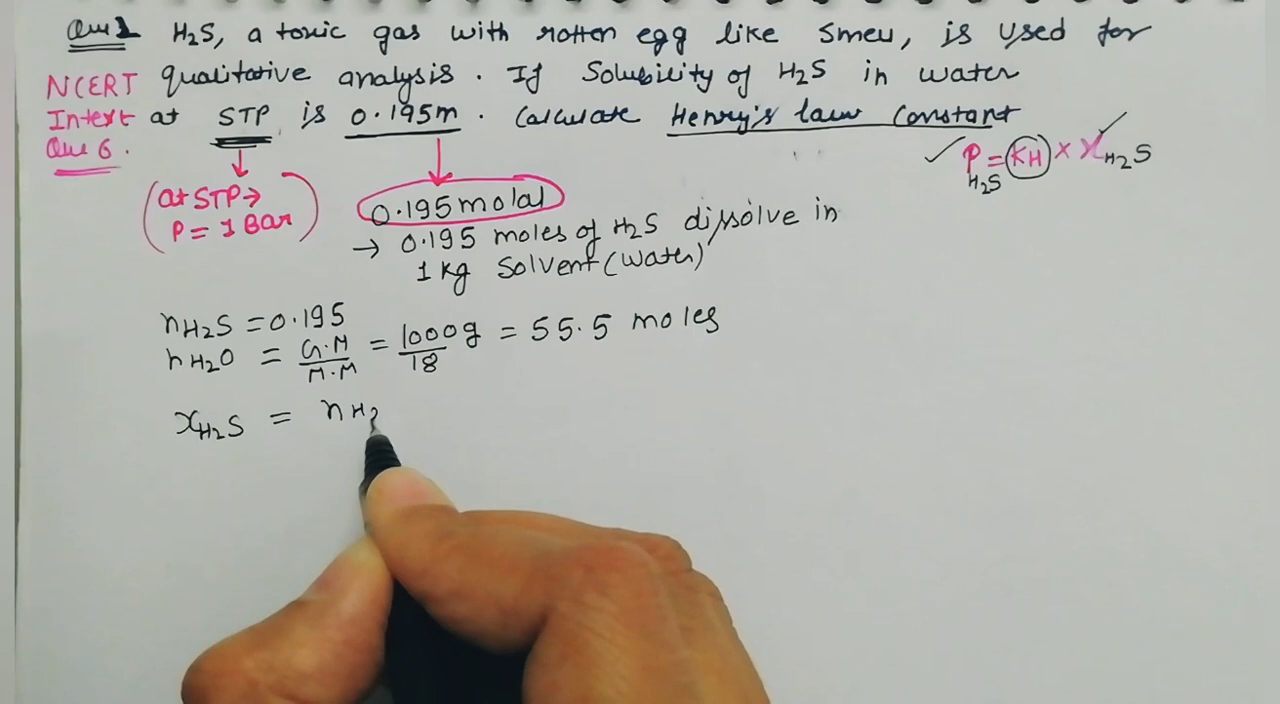 Que 1 H2S, a toxic gas with rotten egg like smell, is used for
NCERT qualitative analysis. If Solubility of H2S in water
Intext at STP is 0.195m. Calculate Henry's law Constant
Que 6.
P H2S = KH × x H2S
(at STP→
P = 1 Bar)
0.195 molal
→ 0.195 moles of H2S dissolve in
1 kg Solvent (water)
nH2S = 0.195
nH2O = G.M/M.M = 1000g/18 = 55.5 moles
xH2S = nH2